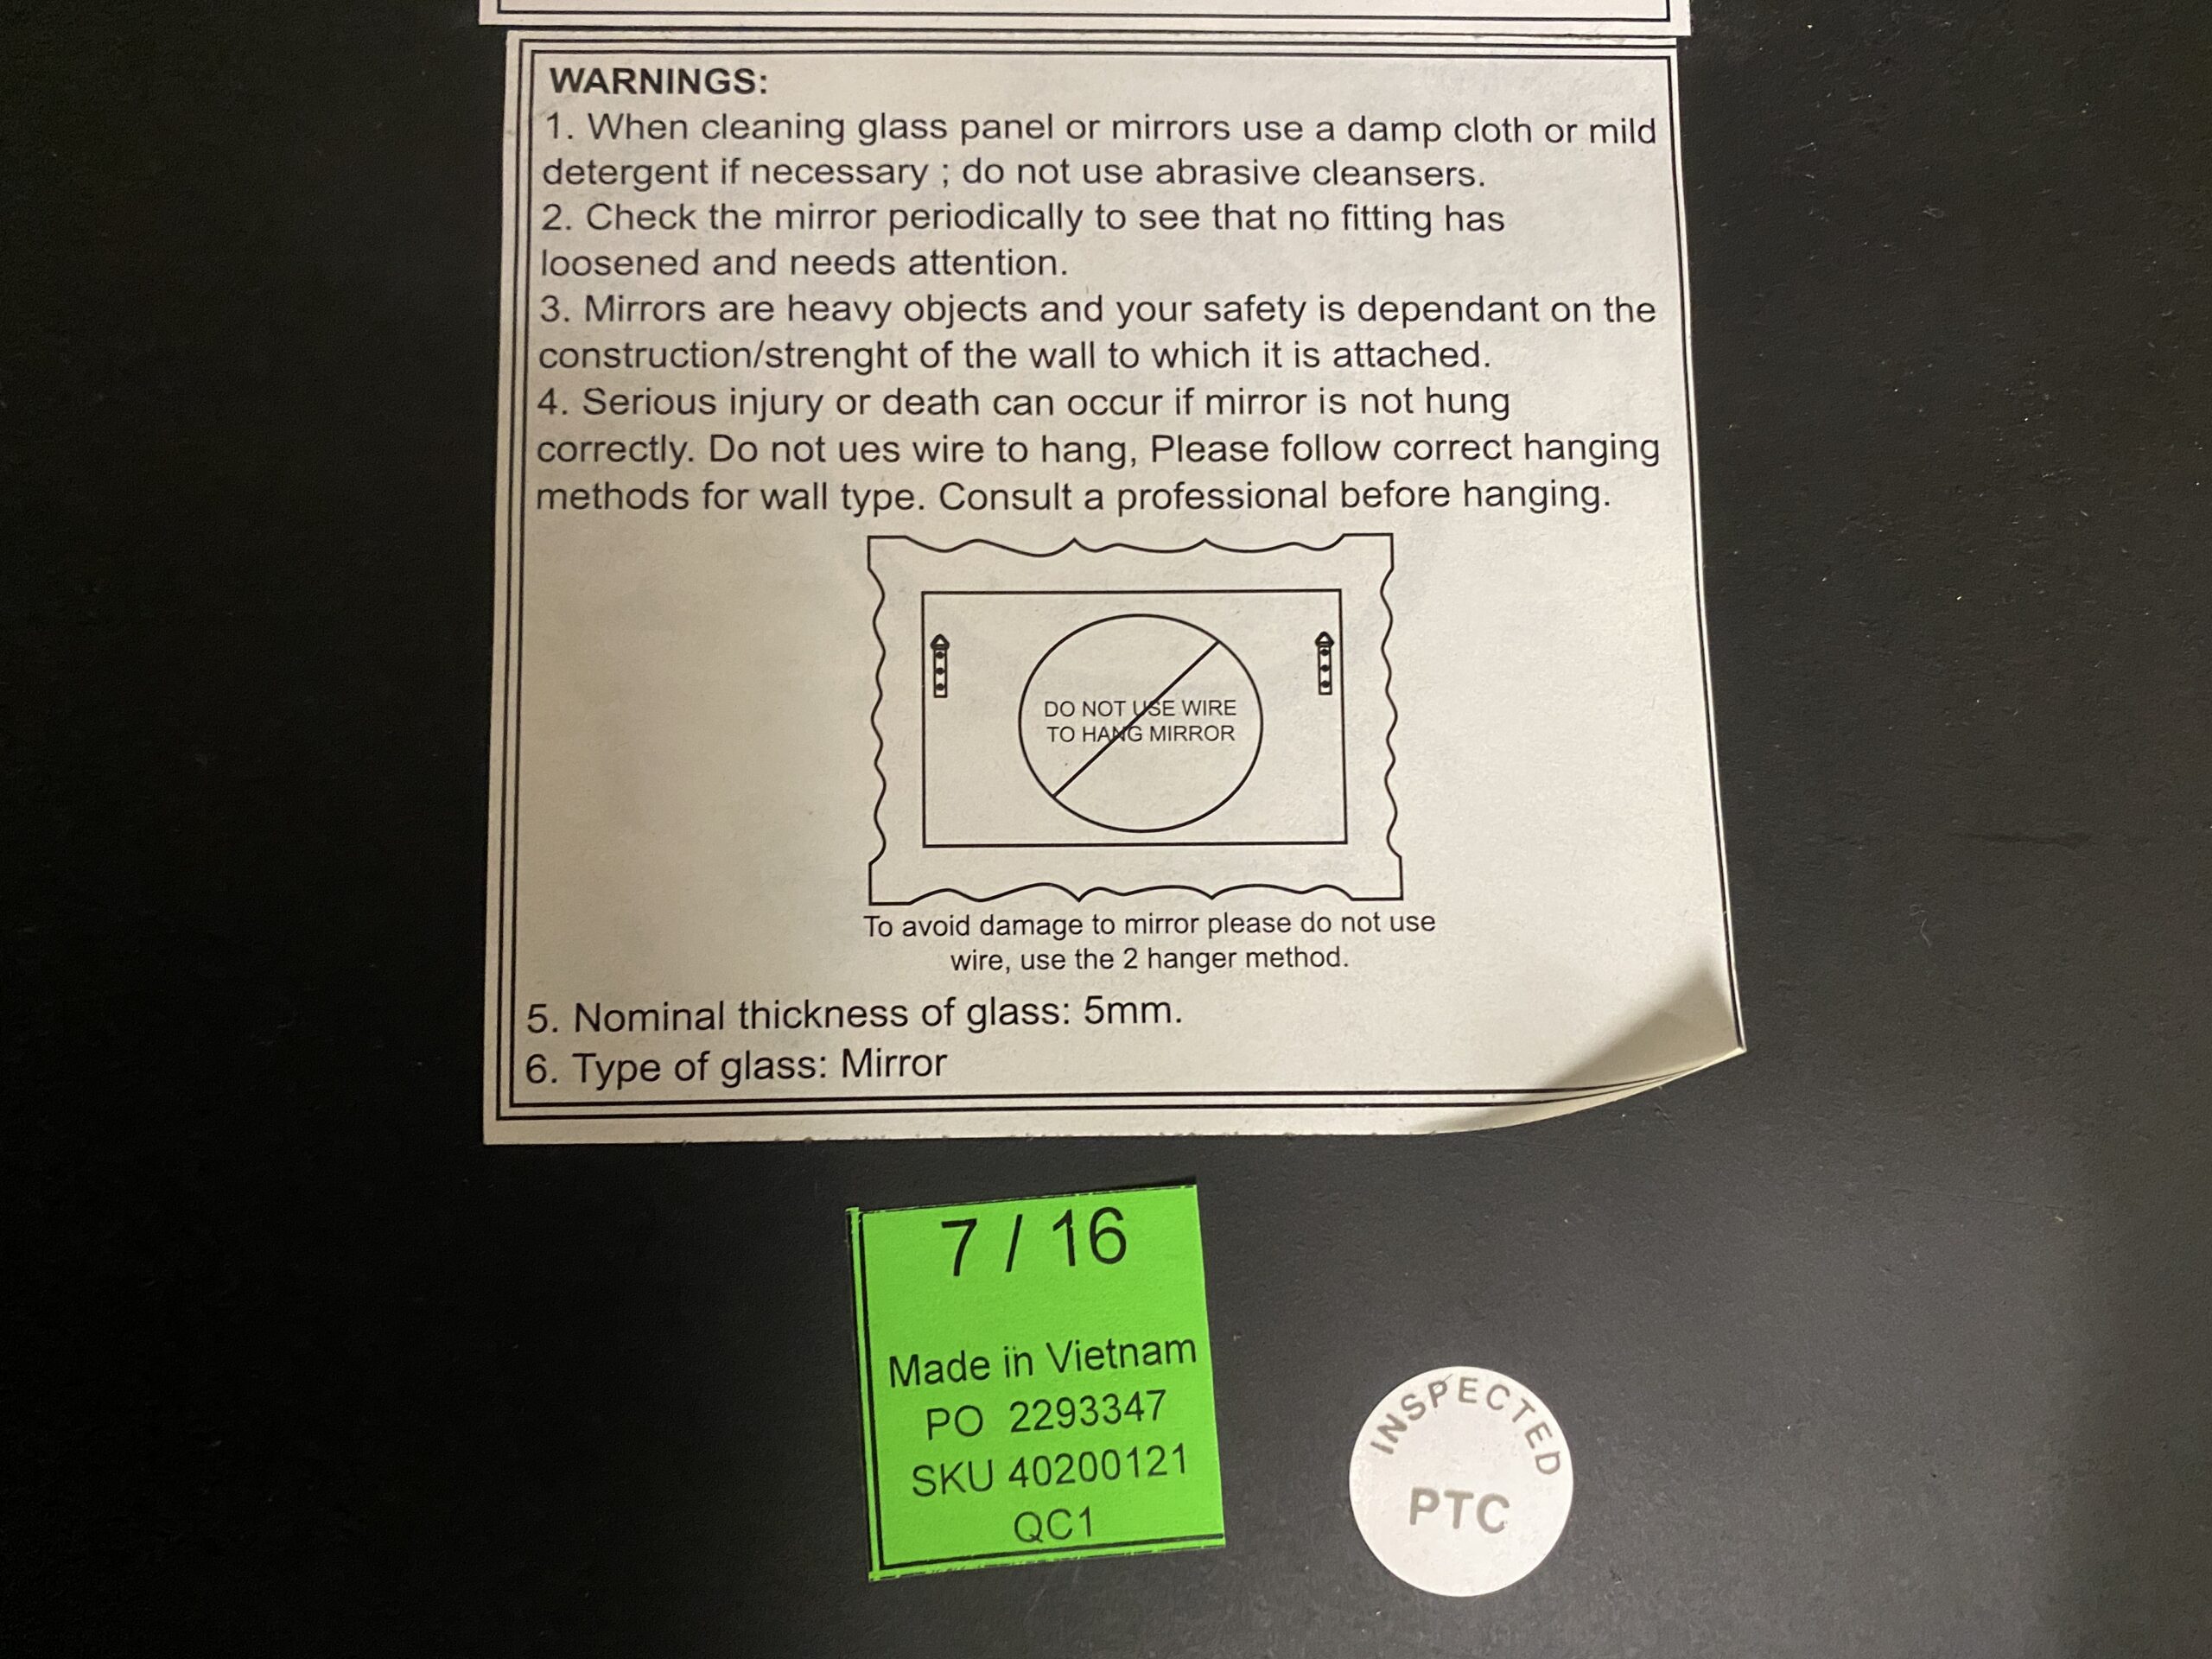 WARNINGS:
1. When cleaning glass panel or mirrors use a damp cloth or mild
detergent if necessary ; do not use abrasive cleansers.
2. Check the mirror periodically to see that no fitting has
loosened and needs attention.
3. Mirrors are heavy objects and your safety is dependant on the
construction/strenght of the wall to which it is attached.
4. Serious injury or death can occur if mirror is not hung
correctly. Do not ues wire to hang, Please follow correct hanging
methods for wall type. Consult a professional before hanging.
DO NOT USE WIRE
TO HANG MIRROR
To avoid damage to mirror please do not use
wire, use the 2 hanger method.
5. Nominal thickness of glass: 5mm.
6. Type of glass: Mirror
7 / 16
Made in Vietnam
PO 2293347
SKU 40200121
QC1
INSPECTED
PTC